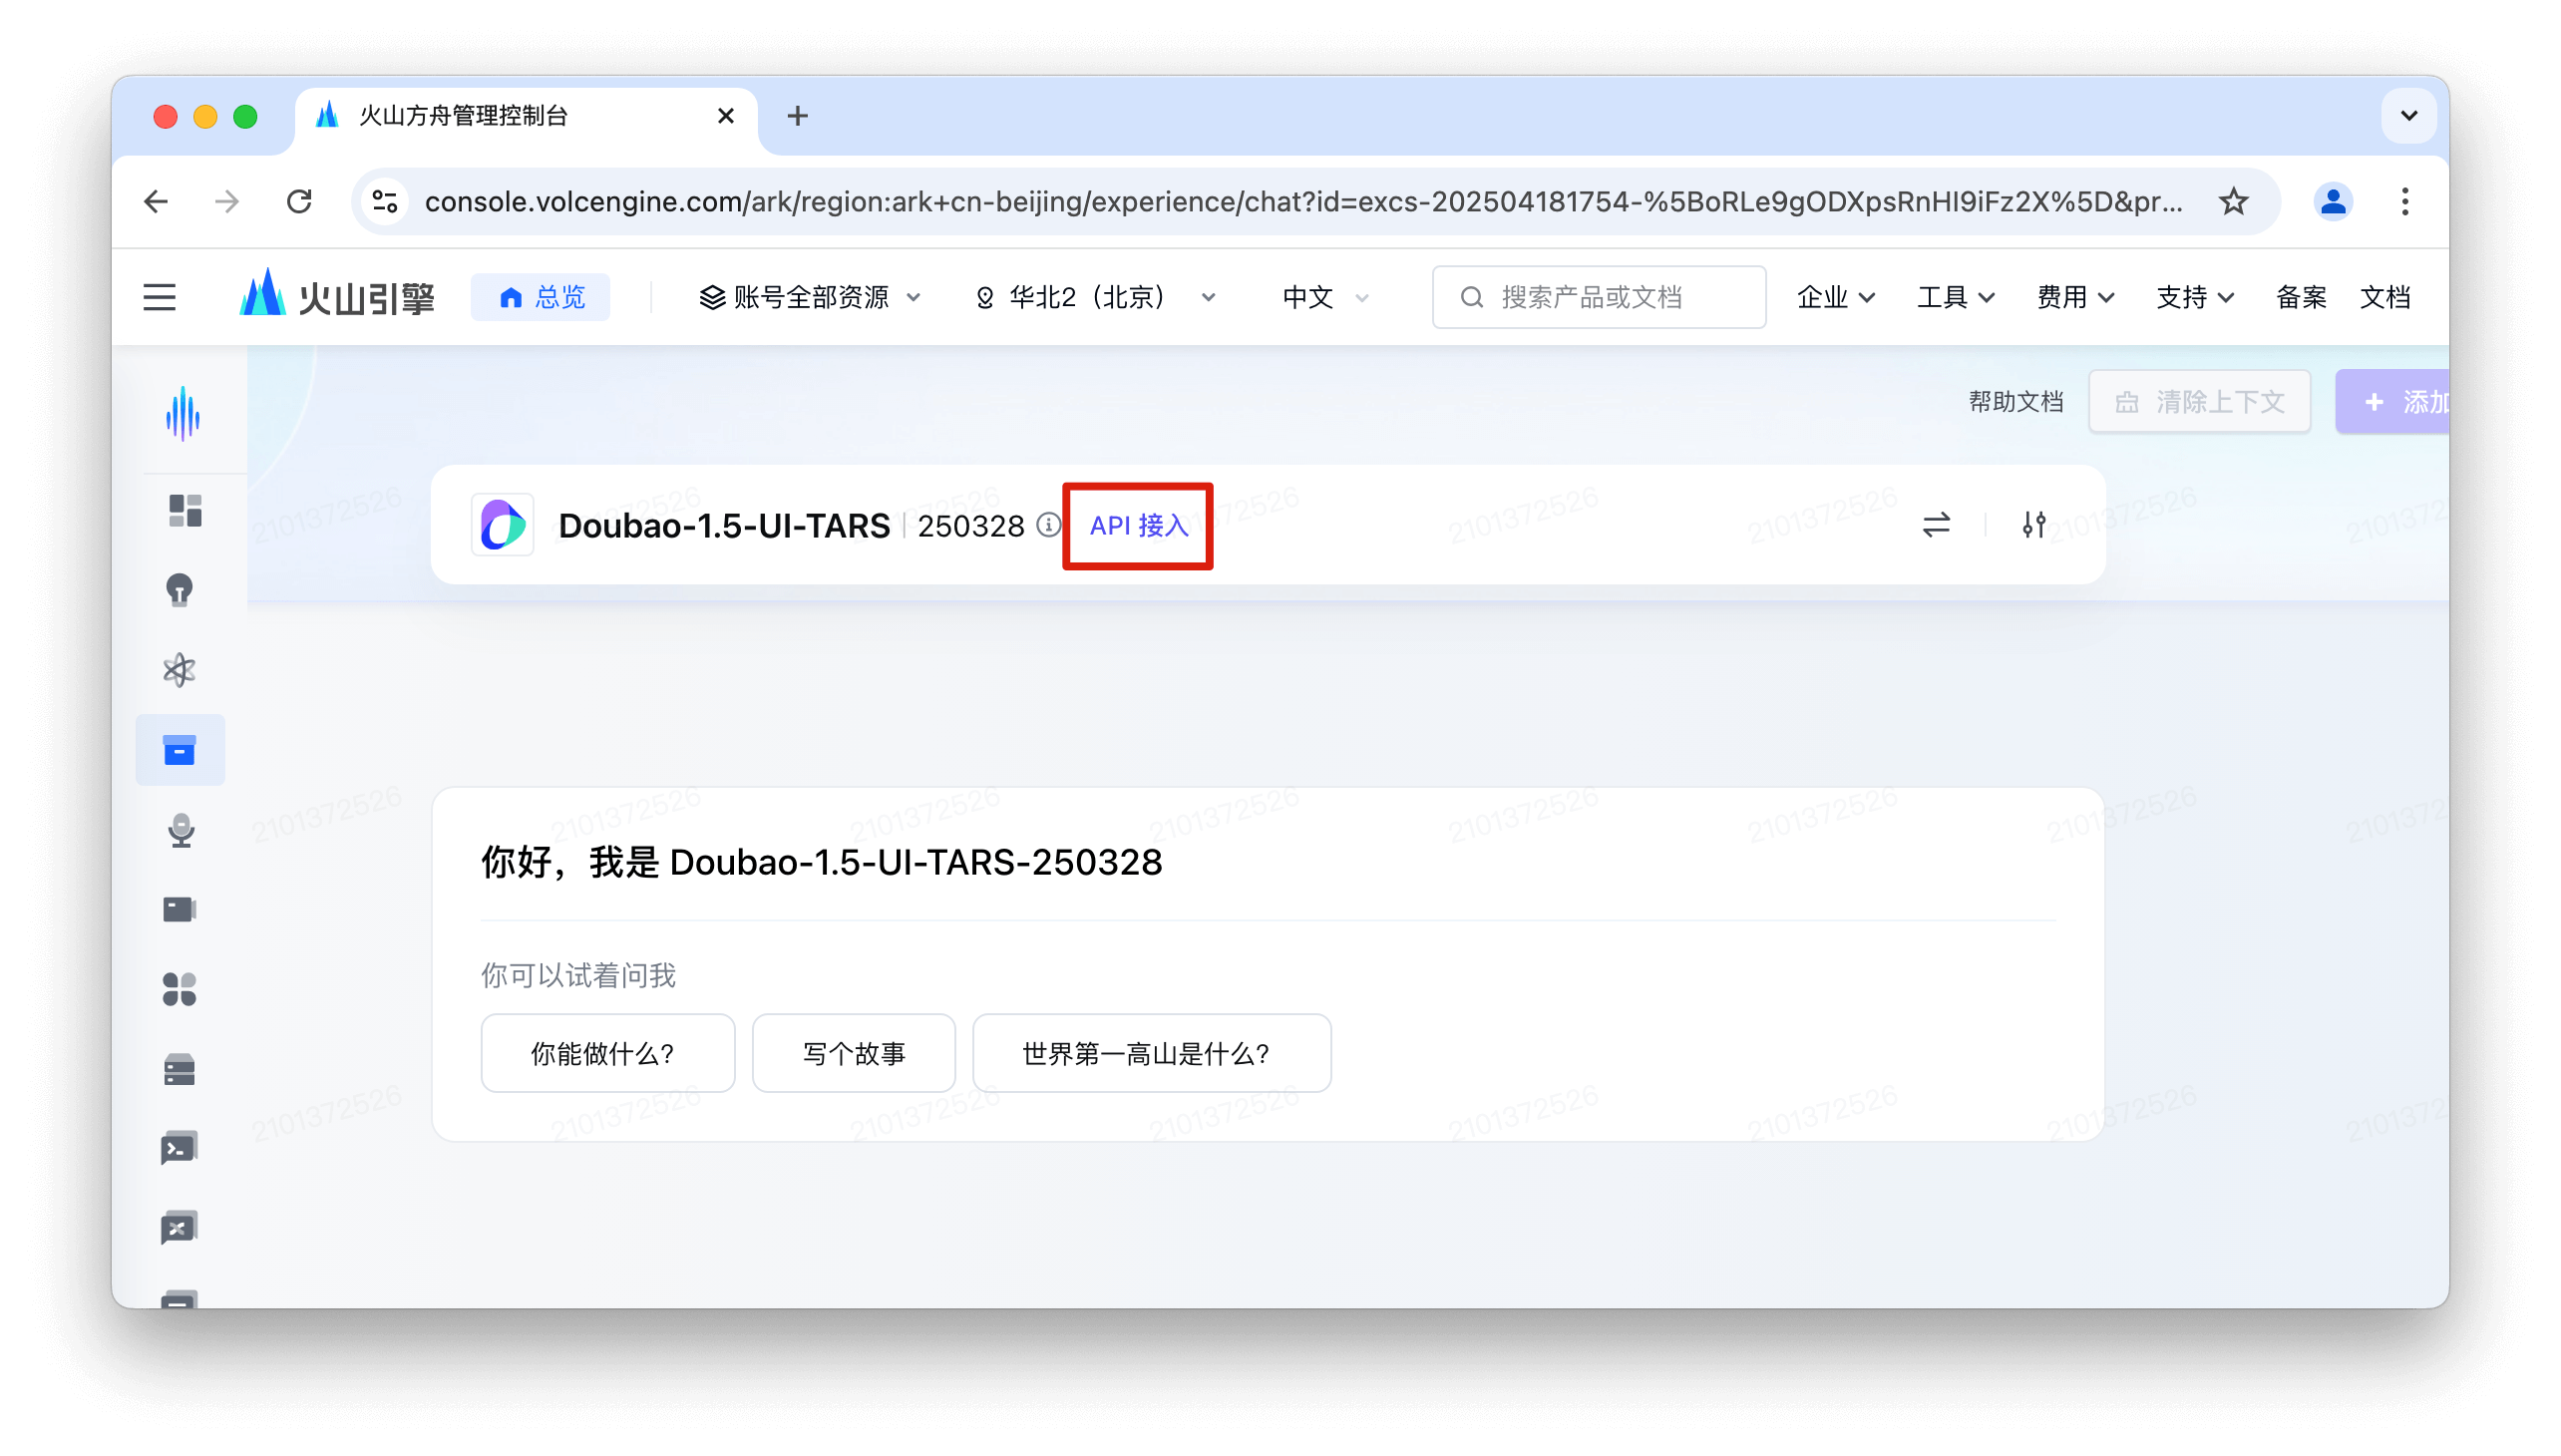 火山方舟管理控制台
console.volcengine.com/ark/region:ark+cn-beijing/experience/chat?id=excs-202504181754-%5BoRLe9gODXpsRnHI9iFz2X%5D&pr...
火山引擎 总览 账号全部资源 华北2（北京） 中文 搜索产品或文档 企业 工具 费用 支持 备案 文档
帮助文档 清除上下文 + 添加
Doubao-1.5-UI-TARS | 250328 API 接入
你好，我是 Doubao-1.5-UI-TARS-250328
你可以试着问我
你能做什么? 写个故事 世界第一高山是什么?
2101372526